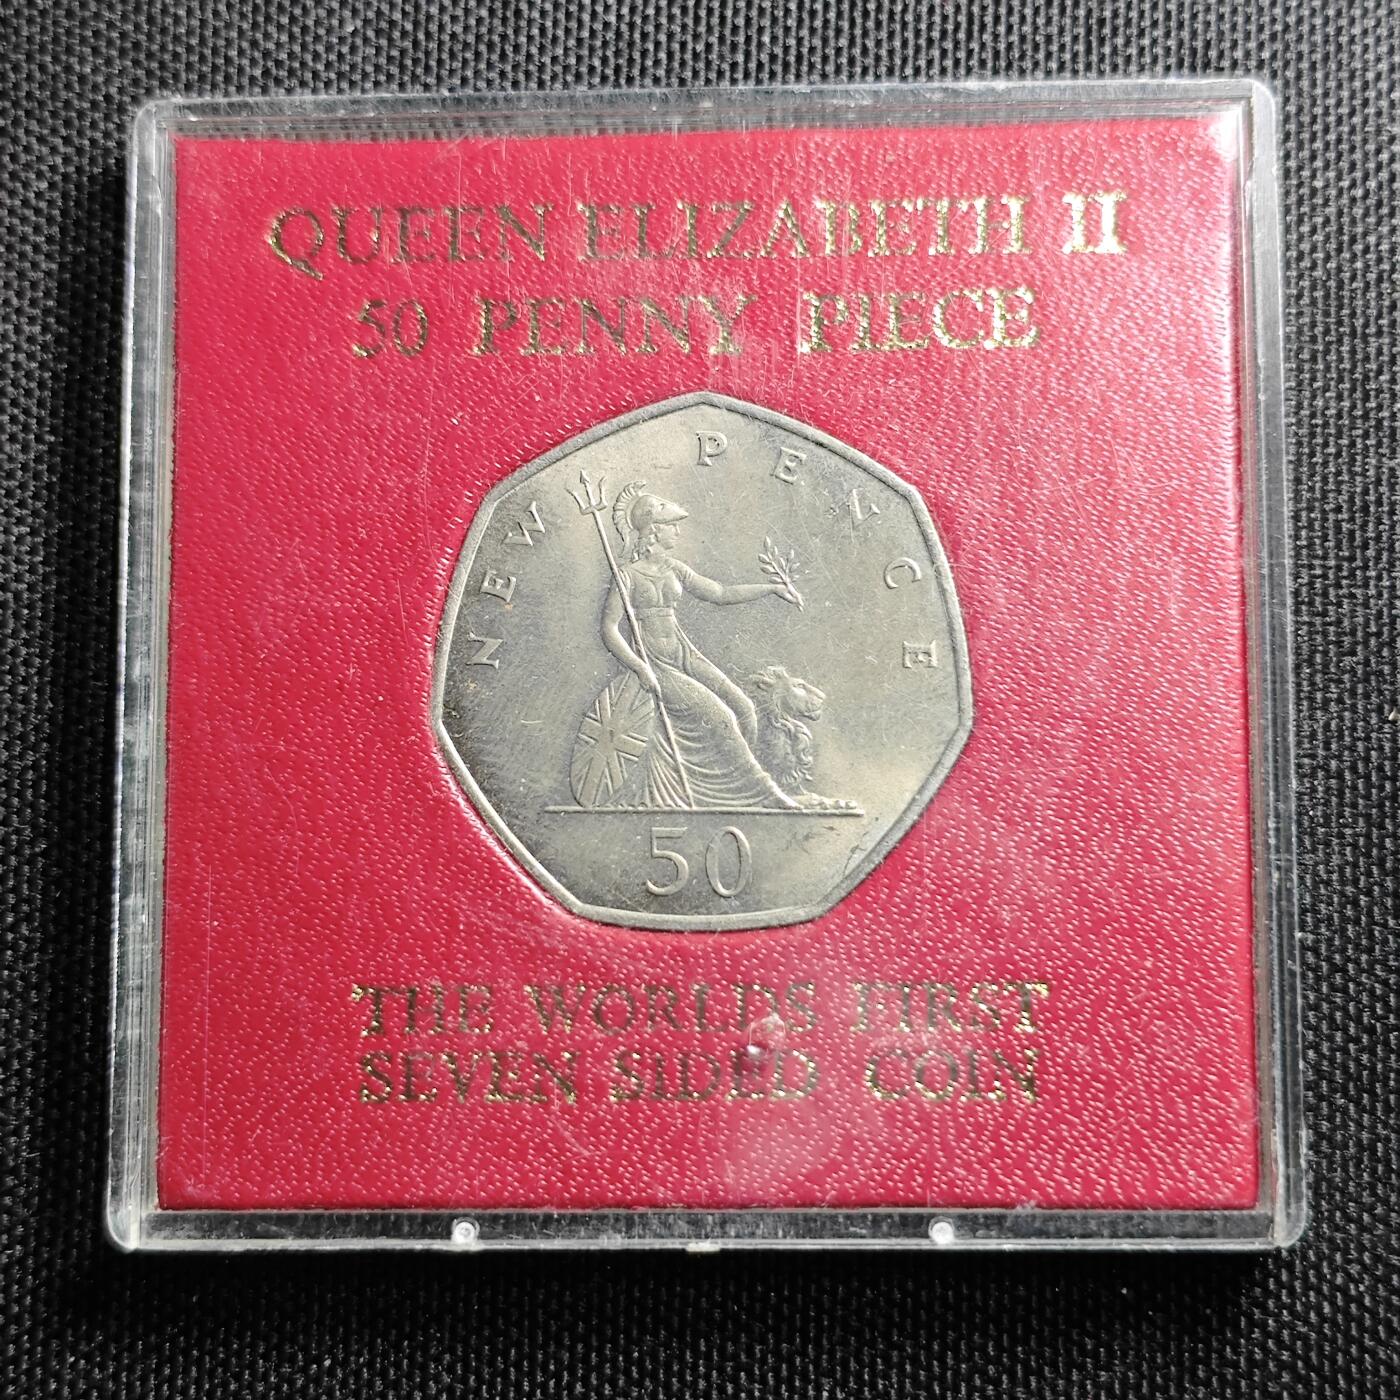 QUEEN ELIZABETH II
50 PENNY PIECE
NEW PENCE
50
THE WORLDS FIRST
SEVEN SIDED COIN